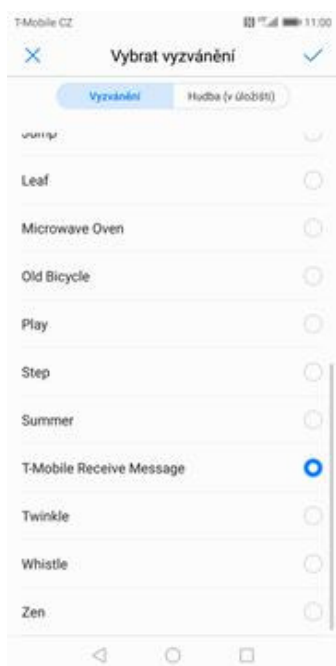 T-Mobile CZ 11:00
Vybrat vyzvánění
Vyzvánění Hudba (v úložišti)
Jump
Leaf
Microwave Oven
Old Bicycle
Play
Step
Summer
T-Mobile Receive Message
Twinkle
Whistle
Zen